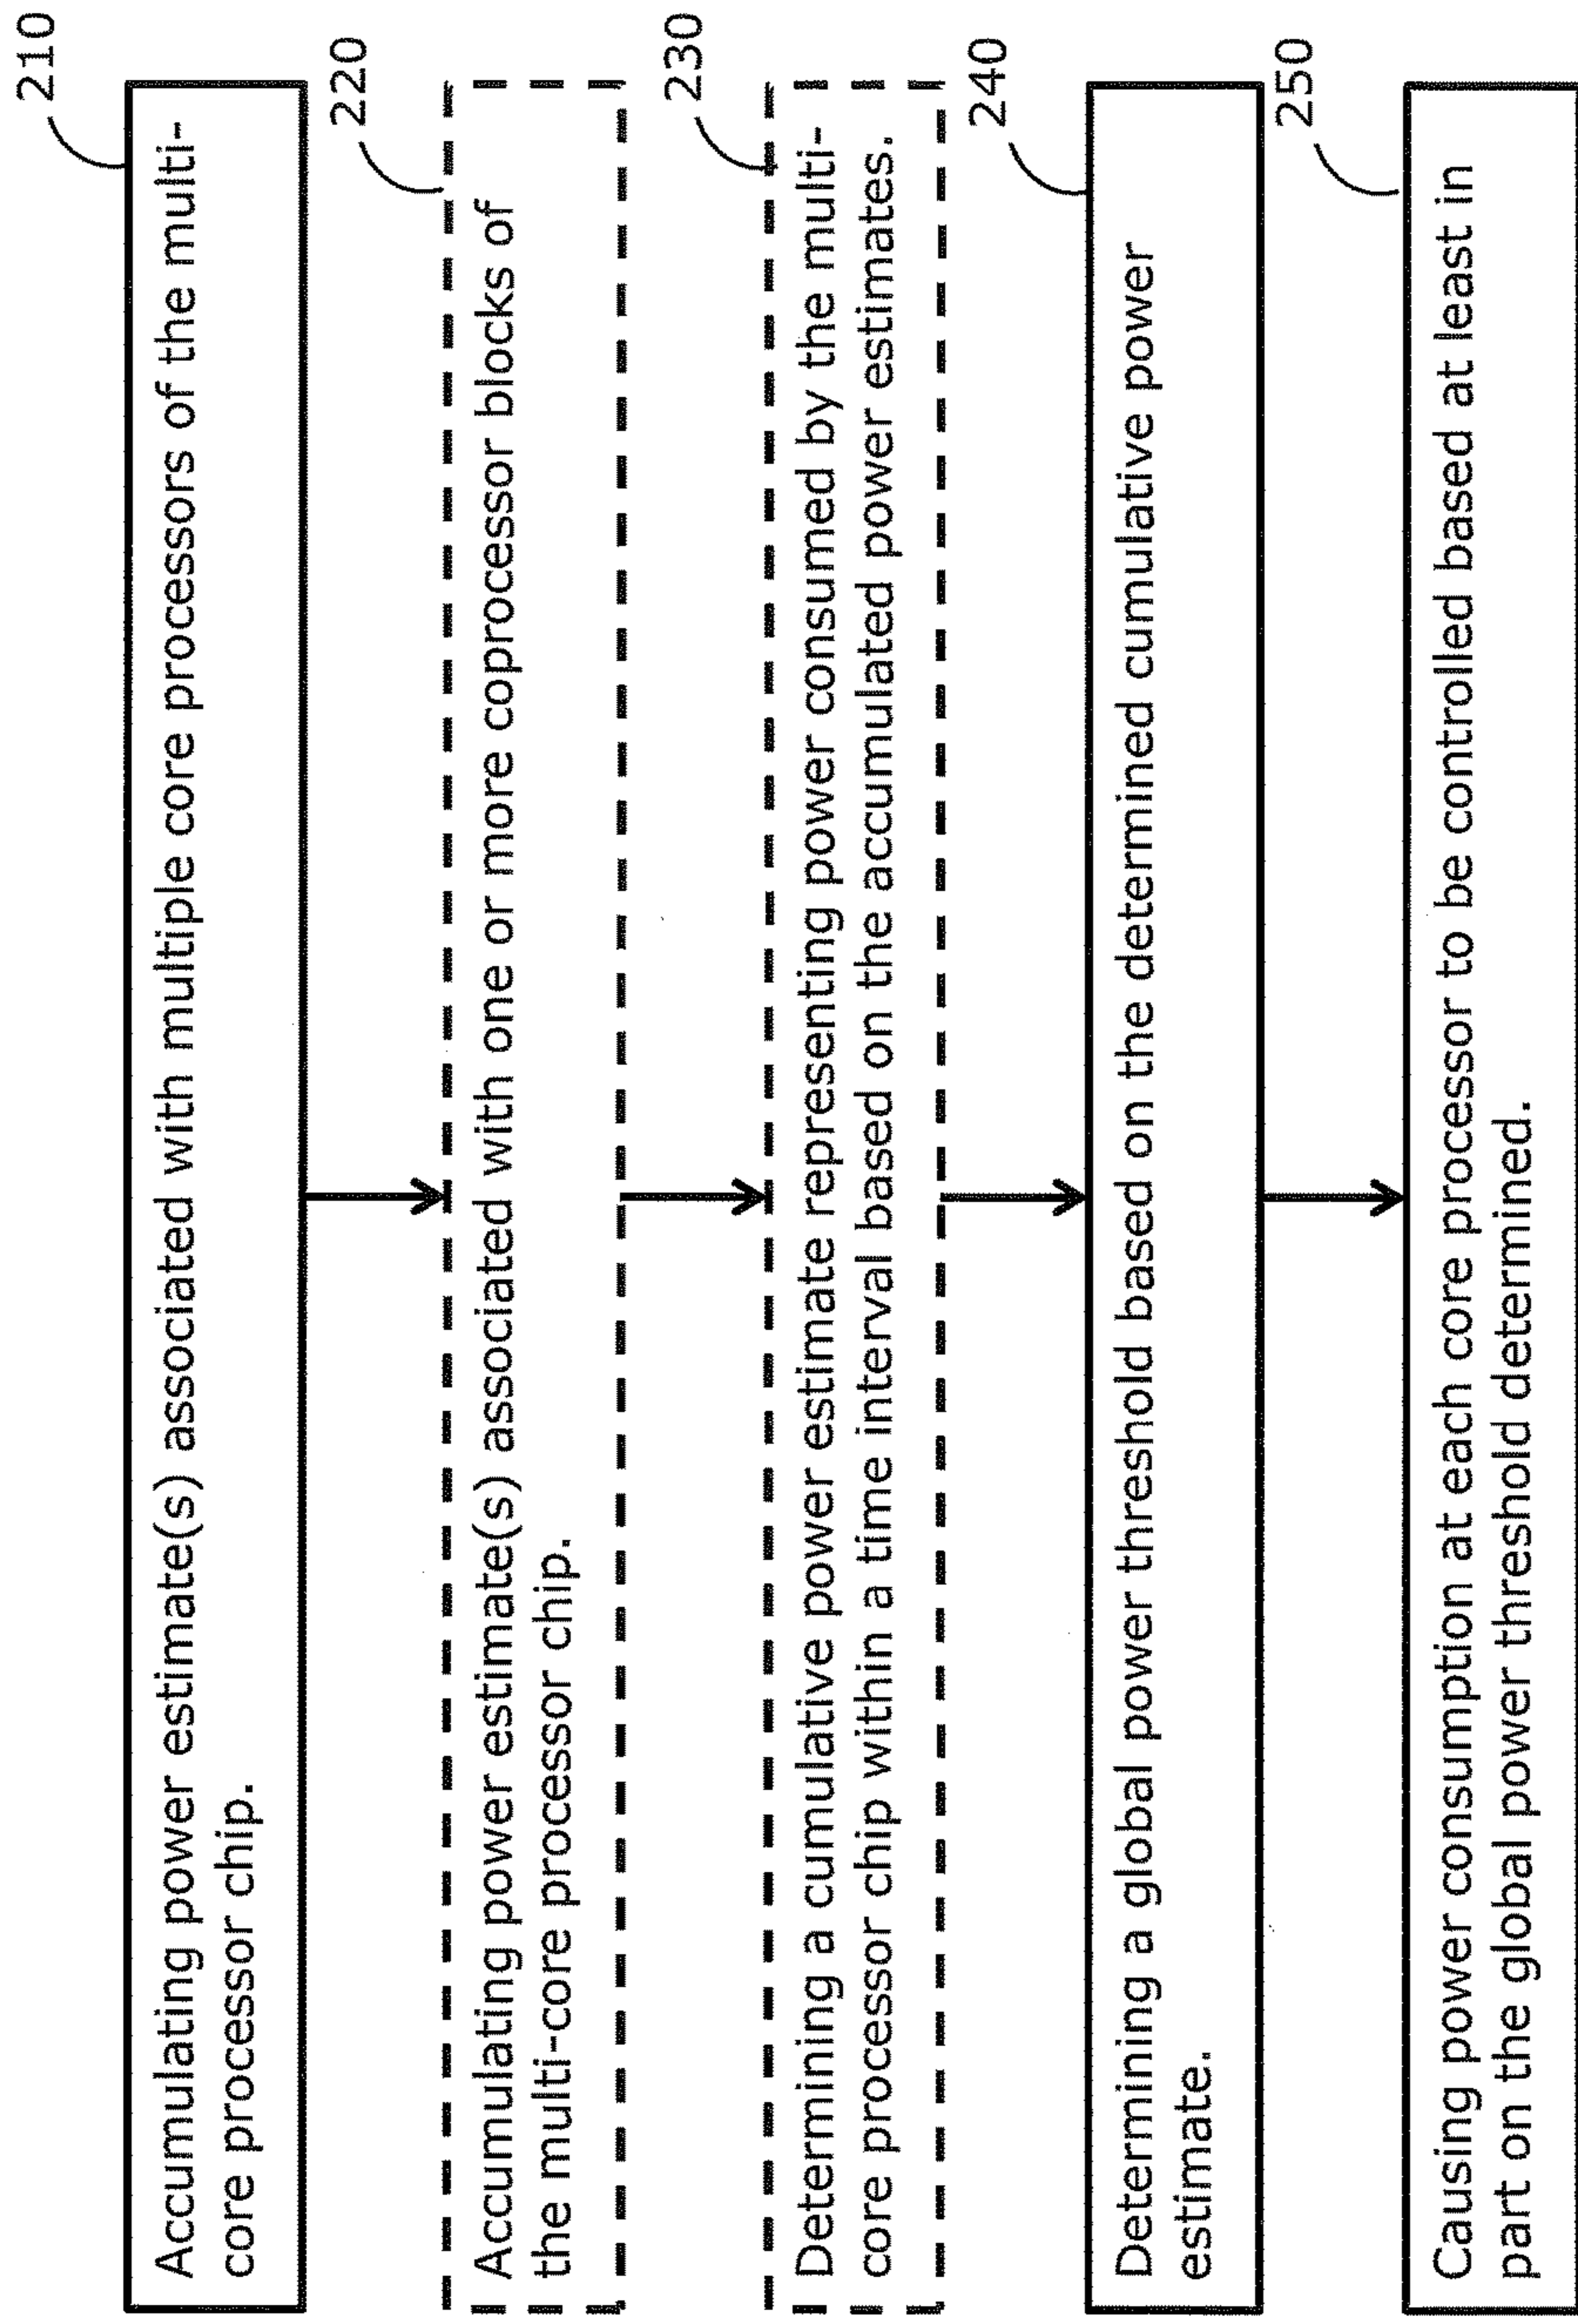 210
Accumulating power estimate(s) associated with multiple core processors of the multi-
core processor chip.
220
Accumulating power estimate(s) associated with one or more coprocessor blocks of
the multi-core processor chip.
230
Determining a cumulative power estimate representing power consumed by the multi-
core processor chip within a time interval based on the accumulated power estimates.
240
Determining a global power threshold based on the determined cumulative power
estimate.
250
Causing power consumption at each core processor to be controlled based at least in
part on the global power threshold determined.